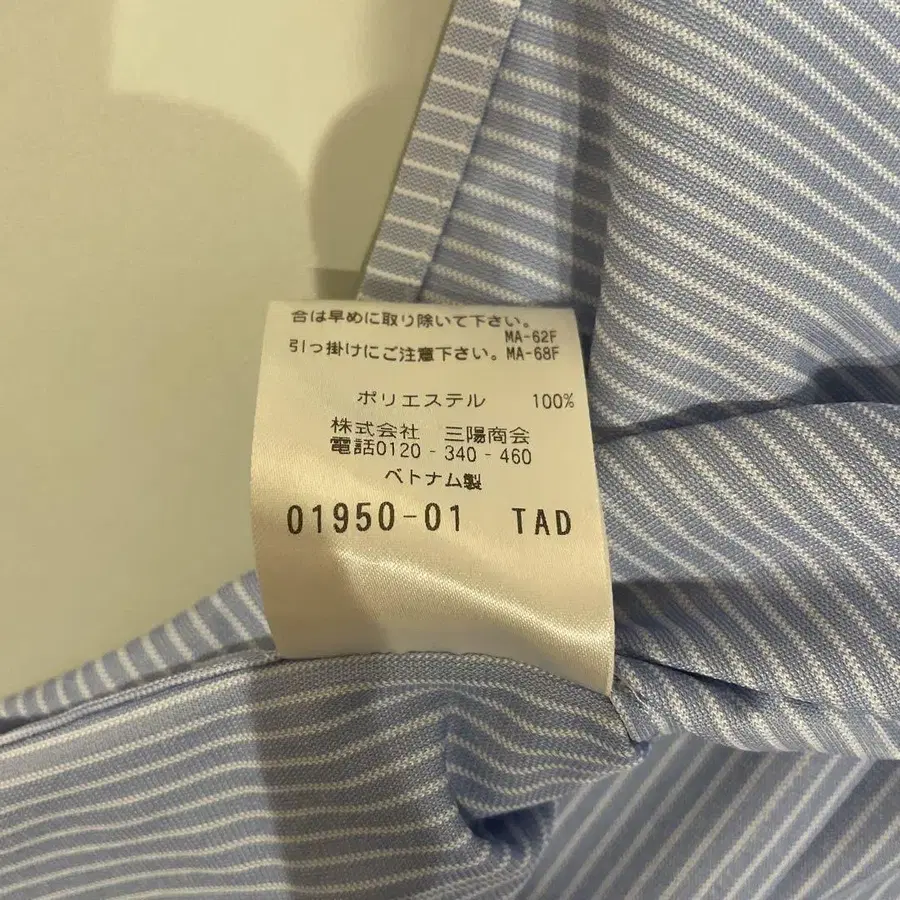 合は早めに取り除いて下さい。
MA-62F
引っ掛けにご注意下さい。MA-68F
ポリエステル 100%
株式会社 三陽商会
電話0120-340-460
ベトナム製
01950-01 TAD